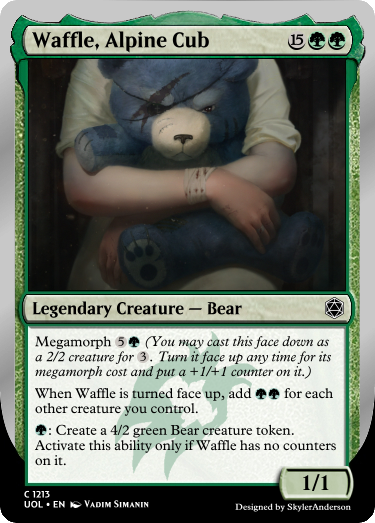 Waffle, Alpine Cub 15
Legendary Creature — Bear
Megamorph 5 (You may cast this face down as
a 2/2 creature for 3. Turn it face up any time for its
megamorph cost and put a +1/+1 counter on it.)
When Waffle is turned face up, add for each
other creature you control.
: Create a 4/2 green Bear creature token.
Activate this ability only if Waffle has no counters
on it.
1/1
C 1213
UOL • EN Vadim Simanin
Designed by SkylerAnderson